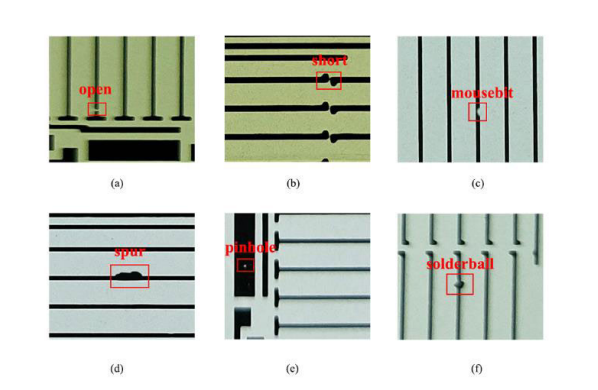 open
short
mousebit
(a)
(b)
(c)
spur
pinhole
solderball
(d)
(e)
(f)